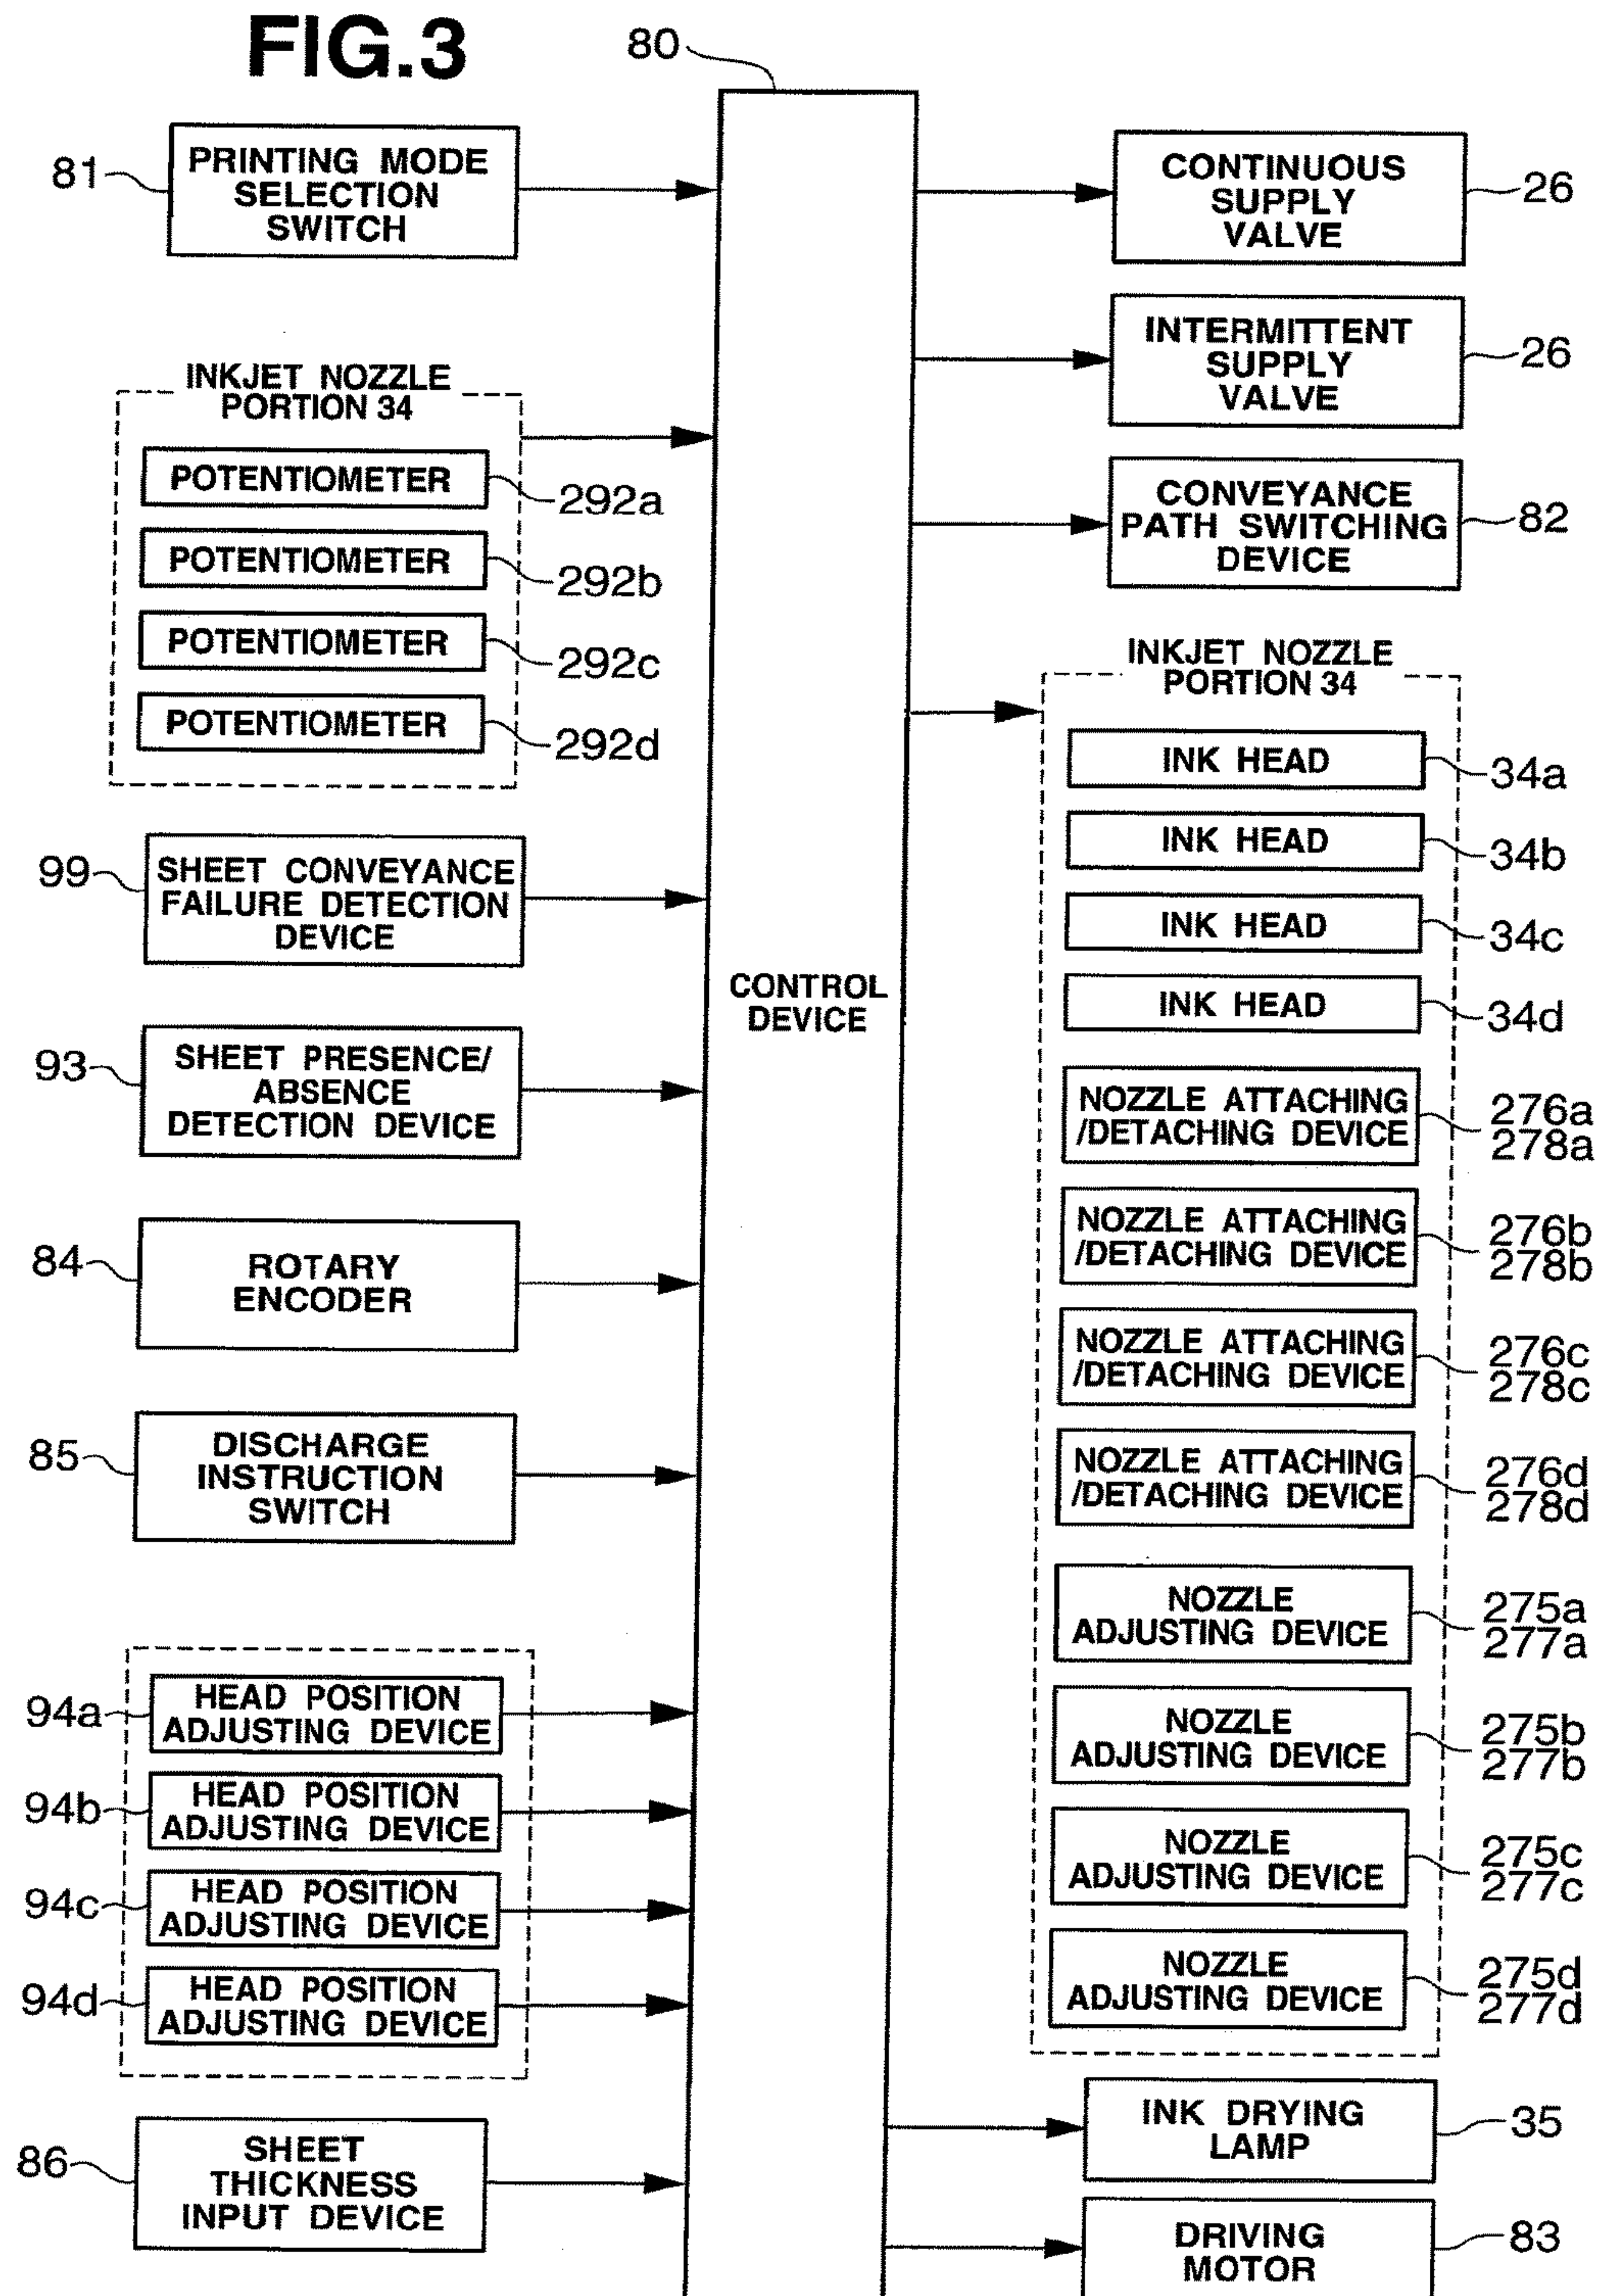 FIG.3
80
81
PRINTING MODE
SELECTION
SWITCH
INKJET NOZZLE
PORTION 34
POTENTIOMETER
292a
POTENTIOMETER
292b
POTENTIOMETER
292c
POTENTIOMETER
292d
99
SHEET CONVEYANCE
FAILURE DETECTION
DEVICE
93
SHEET PRESENCE/
ABSENCE
DETECTION DEVICE
84
ROTARY
ENCODER
85
DISCHARGE
INSTRUCTION
SWITCH
94a
HEAD POSITION
ADJUSTING DEVICE
94b
HEAD POSITION
ADJUSTING DEVICE
94c
HEAD POSITION
ADJUSTING DEVICE
94d
HEAD POSITION
ADJUSTING DEVICE
86
SHEET
THICKNESS
INPUT DEVICE
CONTROL
DEVICE
CONTINUOUS
SUPPLY
VALVE
26
INTERMITTENT
SUPPLY
VALVE
26
CONVEYANCE
PATH SWITCHING
DEVICE
82
INKJET NOZZLE
PORTION 34
INK HEAD
34a
INK HEAD
34b
INK HEAD
34c
INK HEAD
34d
NOZZLE ATTACHING
/DETACHING DEVICE
276a
278a
NOZZLE ATTACHING
/DETACHING DEVICE
276b
278b
NOZZLE ATTACHING
/DETACHING DEVICE
276c
278c
NOZZLE ATTACHING
/DETACHING DEVICE
276d
278d
NOZZLE
ADJUSTING DEVICE
275a
277a
NOZZLE
ADJUSTING DEVICE
275b
277b
NOZZLE
ADJUSTING DEVICE
275c
277c
NOZZLE
ADJUSTING DEVICE
275d
277d
INK DRYING
LAMP
35
DRIVING
MOTOR
83